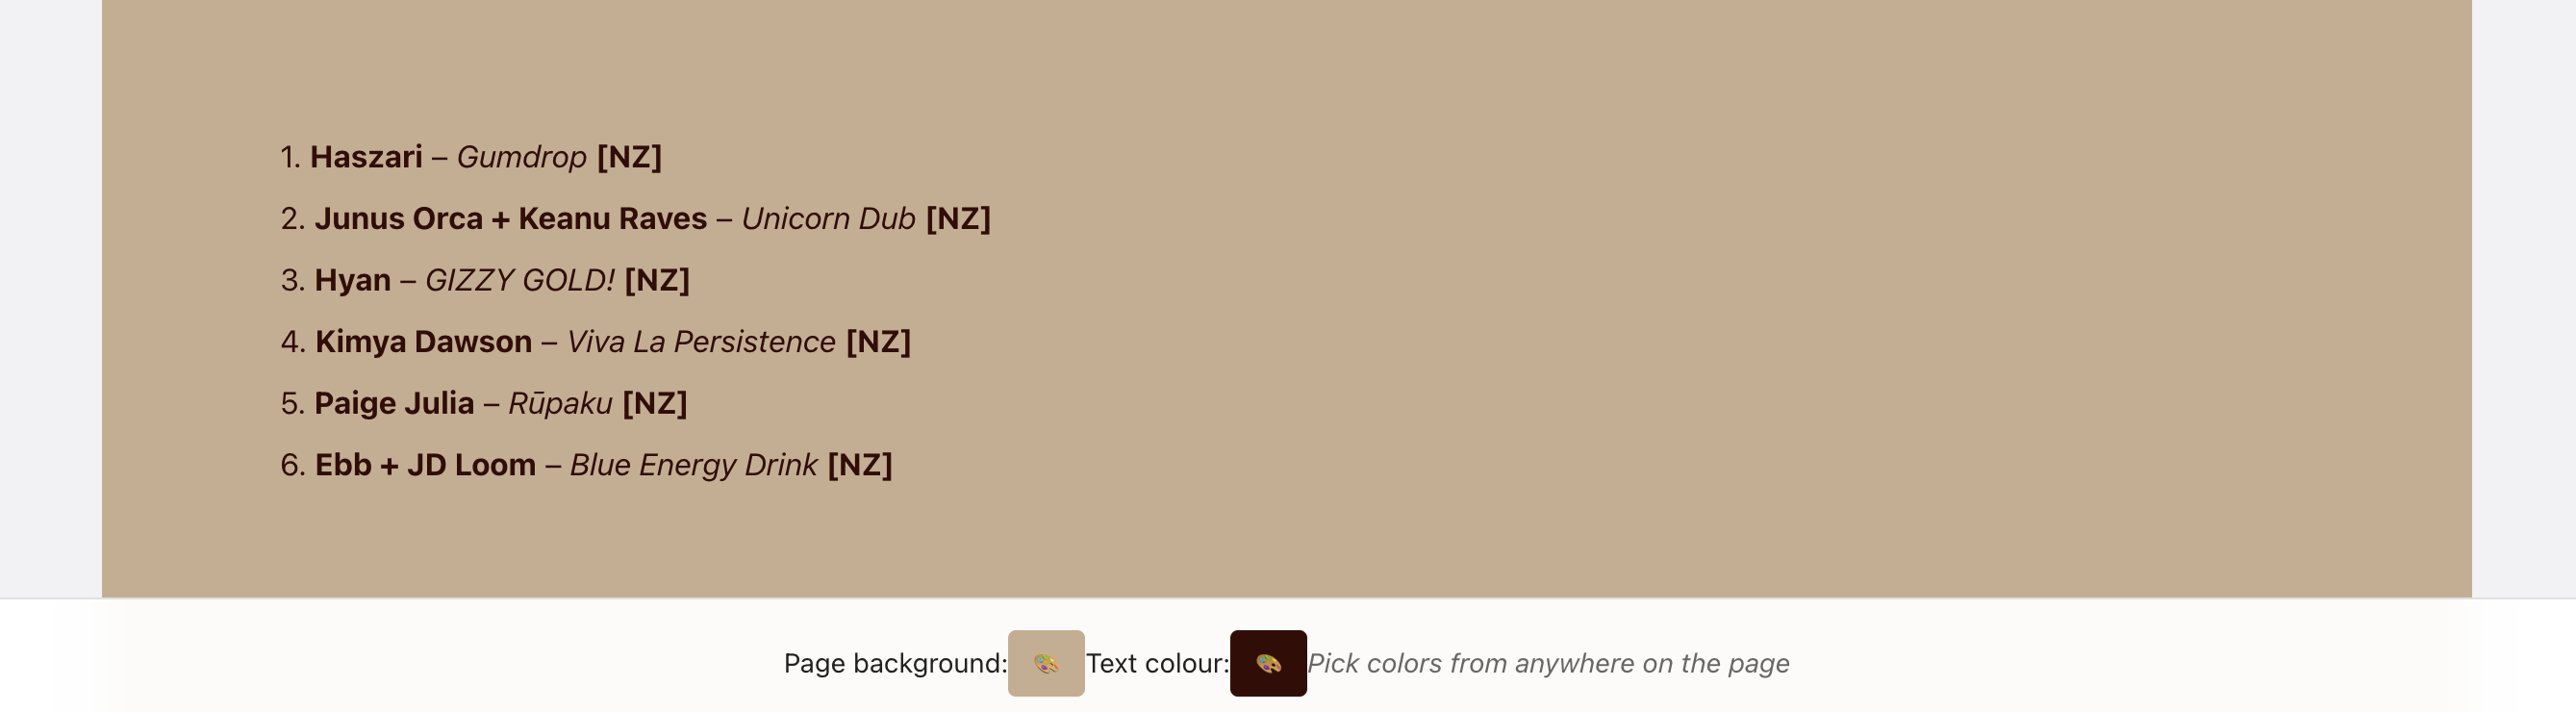 1. Haszari – Gumdrop [NZ]
2. Junus Orca + Keanu Raves – Unicorn Dub [NZ]
3. Hyan – GIZZY GOLD! [NZ]
4. Kimya Dawson – Viva La Persistence [NZ]
5. Paige Julia – Rūpaku [NZ]
6. Ebb + JD Loom – Blue Energy Drink [NZ]
Page background: Text colour: Pick colors from anywhere on the page